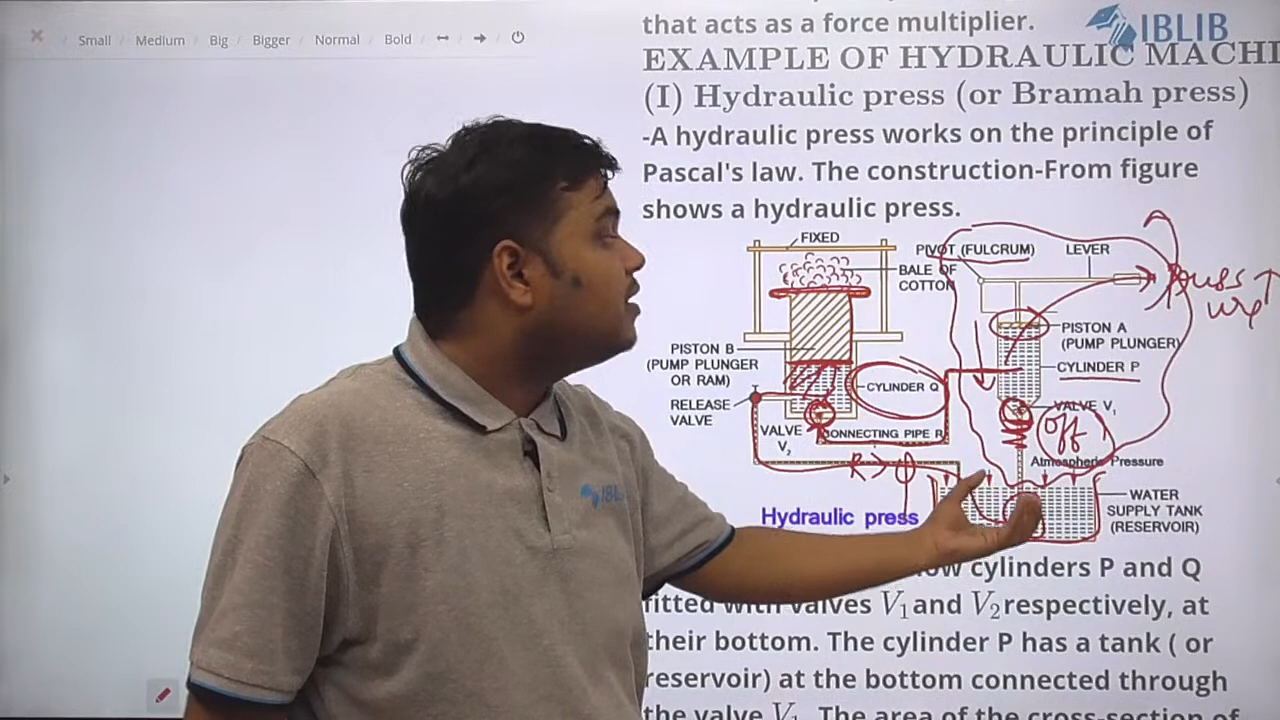 Small / Medium / Big / Bigger / Normal / Bold
that acts as a force multiplier.
IBLIB
EXAMPLE OF HYDRAULIC MACHI
(I) Hydraulic press (or Bramah press)
-A hydraulic press works on the principle of
Pascal's law. The construction-From figure
shows a hydraulic press.
FIXED
PIVOT (FULCRUM)
LEVER
BALE OF
COTTON
PISTON A
(PUMP PLUNGER)
PISTON B
(PUMP PLUNGER
OR RAM)
CYLINDER P
CYLINDER Q
RELEASE
VALVE
VALVE V1
off
VALVE
V2
CONNECTING PIPE R
Atmospheric Pressure
R
WATER
SUPPLY TANK
(RESERVOIR)
Hydraulic press
cylinders P and Q
fitted with valves V1 and V2 respectively, at
their bottom. The cylinder P has a tank ( or
reservoir) at the bottom connected through
the valve V1. The area of the cross-section of